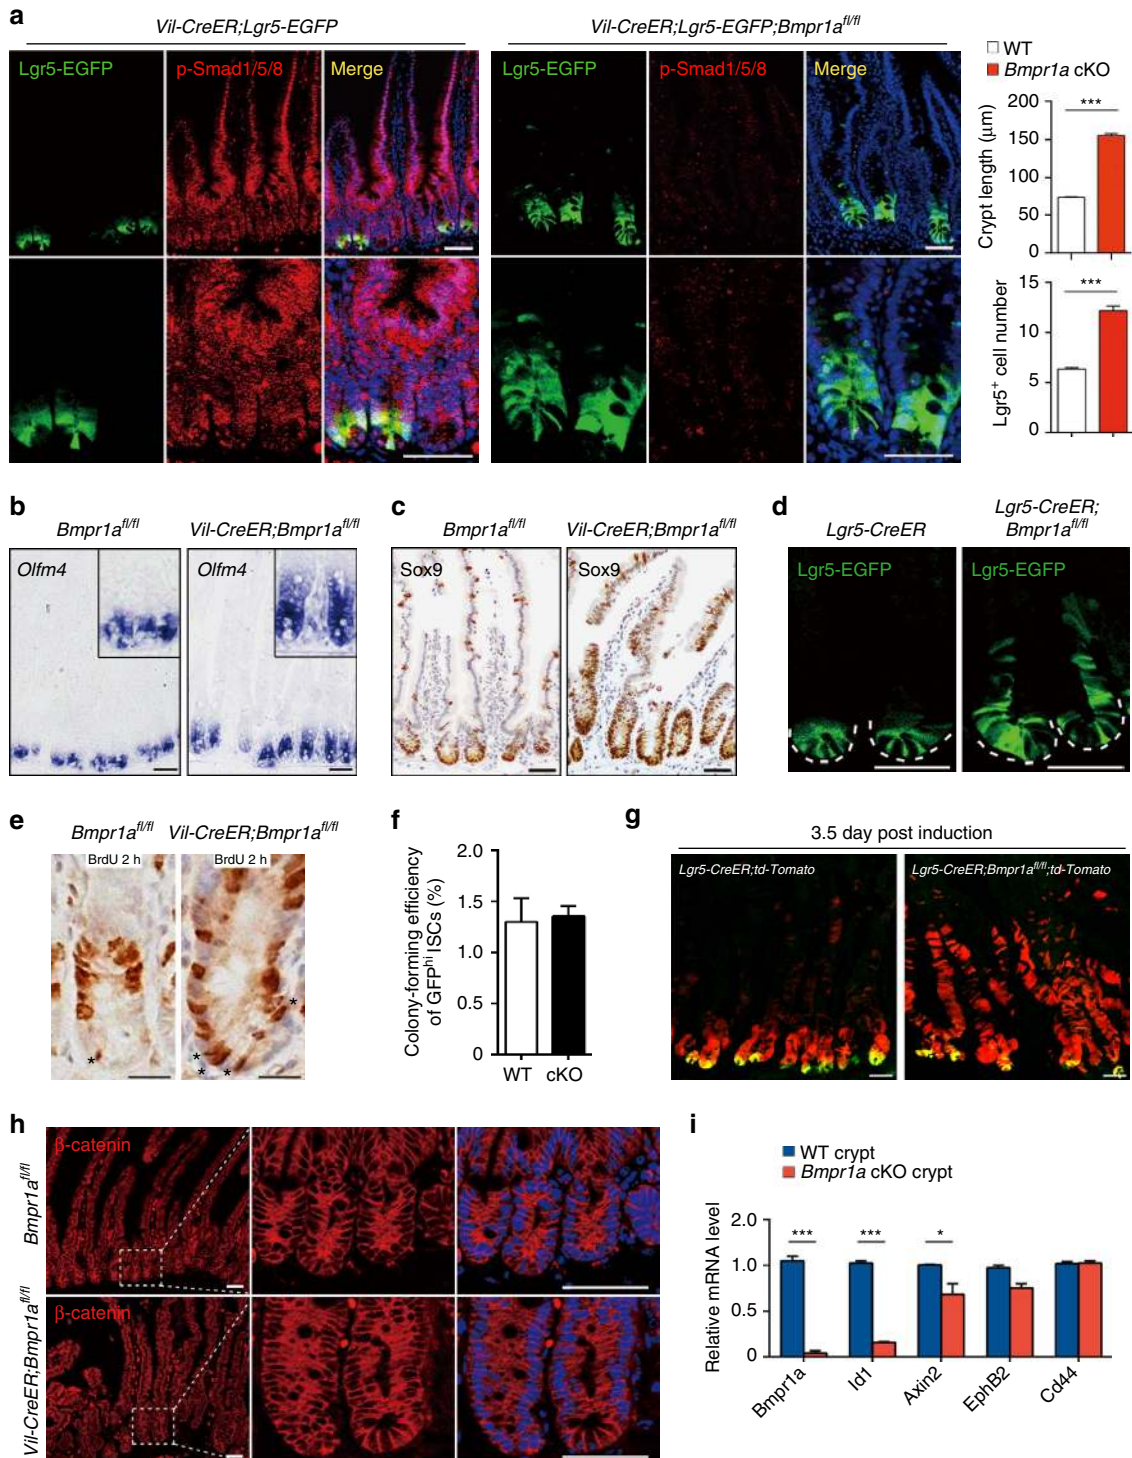 a
Vil-CreER;Lgr5-EGFP
Vil-CreER;Lgr5-EGFP;Bmpr1a^fl/fl
Lgr5-EGFP
p-Smad1/5/8
Merge
Lgr5-EGFP
p-Smad1/5/8
Merge
WT
Bmpr1a cKO
Crypt length (μm)
200
150
100
50
0
***
Lgr5⁺ cell number
15
10
5
0
***
b
Bmpr1a^fl/fl
Vil-CreER;Bmpr1a^fl/fl
Olfm4
Olfm4
c
Bmpr1a^fl/fl
Vil-CreER;Bmpr1a^fl/fl
Sox9
Sox9
d
Lgr5-CreER
Lgr5-CreER;
Bmpr1a^fl/fl
Lgr5-EGFP
Lgr5-EGFP
e
Bmpr1a^fl/fl
Vil-CreER;Bmpr1a^fl/fl
BrdU 2 h
BrdU 2 h
*
*
*
*
*
f
Colony-forming efficiency
of GFP^hi ISCs (%)
2.0
1.5
1.0
0.5
0
WT
cKO
g
3.5 day post induction
Lgr5-CreER;td-Tomato
Lgr5-CreER;Bmpr1a^fl/fl;td-Tomato
h
Bmpr1a^fl/fl
β-catenin
Vil-CreER;Bmpr1a^fl/fl
β-catenin
i
WT crypt
Bmpr1a cKO crypt
Relative mRNA level
2.0
1.0
0.5
0
***
***
*
Bmpr1a
Id1
Axin2
EphB2
Cd44